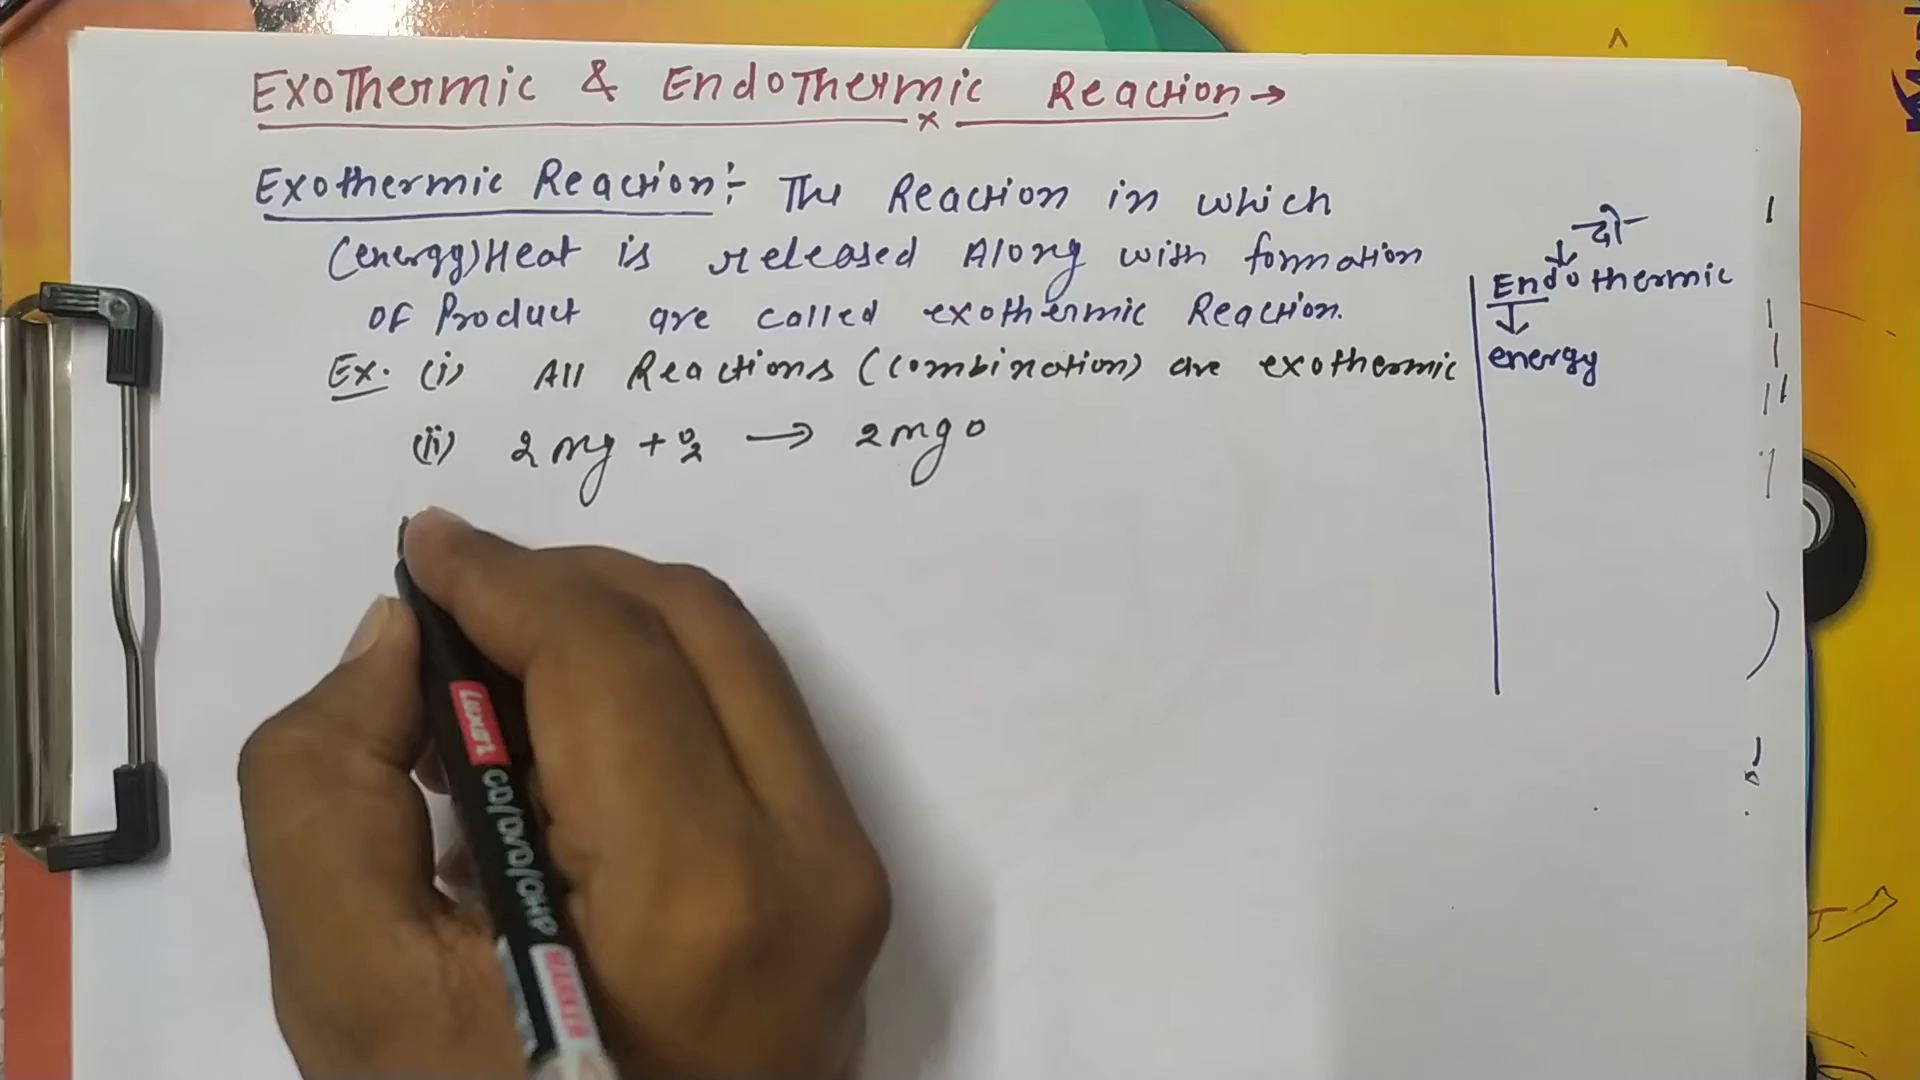 Exothermic & Endothermic Reaction→
Exothermic Reaction:- The Reaction in which
(energy) Heat is released Along with formation
of Product are called exothermic Reaction.
Ex. (i) All Reactions (combination) are exothermic
(ii) 2mg + O₂ → 2mgo
दो
Endothermic
energy
LUXOR